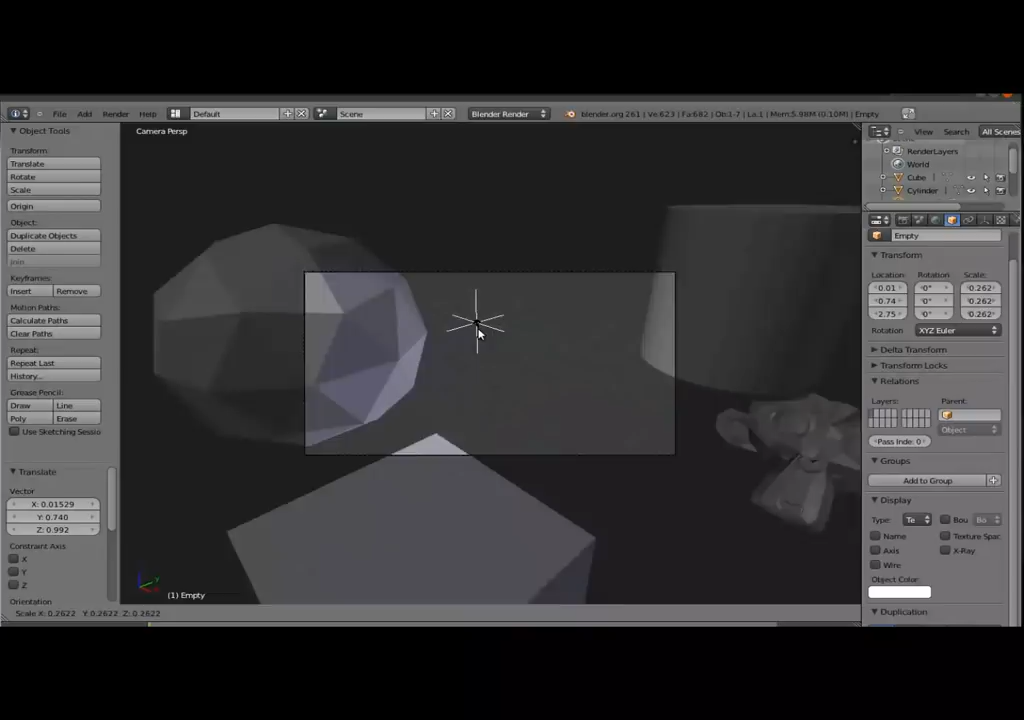 File Add Render Help Default Scene Blender Render blender.org 261 | Ve:623 | Fa:682 | Ob:1-7 | La:1 | Mem:5.98M (0.10M) | Empty
Object Tools
Camera Persp
View Search All Scenes
Transform:
RenderLayers
Translate
World
Rotate
Cube
Scale
Cylinder
Origin
Object:
Duplicate Objects
Empty
Delete
Join
Transform
Keyframes:
Location: Rotation Scale:
Insert Remove
0.01 0° 0.262
0.74 0° 0.262
Motion Paths:
2.75 0° 0.262
Calculate Paths
Rotation XYZ Euler
Clear Paths
Delta Transform
Repeat:
Repeat Last
Transform Locks
History...
Relations
Grease Pencil:
Layers: Parent:
Draw Line
Poly Erase
Use Sketching Sessio
Object
Pass Inde: 0
Groups
Translate
Add to Group
Vector
Display
X: 0.01529
Y: 0.740
Type: Te Bou Bo
Z: 0.992
Name Texture Spac
Constraint Axis
Axis X-Ray
X
Wire
Y
Object Color:
Z
Orientation
(1) Empty
Duplication
Scale X: 0.2622 Y: 0.2622 Z: 0.2622